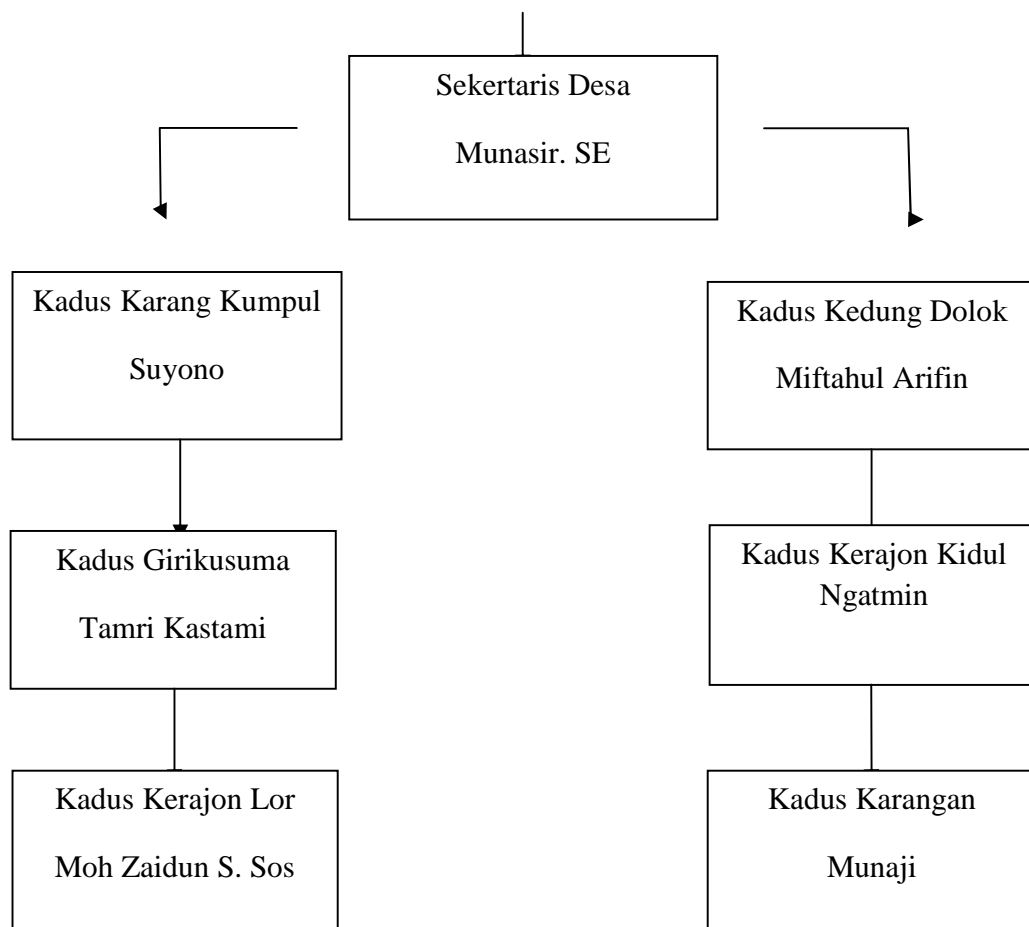 Sekertaris Desa
Munasir. SE
Kadus Karang Kumpul
Suyono
Kadus Kedung Dolok
Miftahul Arifin
Kadus Girikusuma
Tamri Kastami
Kadus Kerajon Kidul
Ngatmin
Kadus Kerajon Lor
Moh Zaidun S. Sos
Kadus Karangan
Munaji